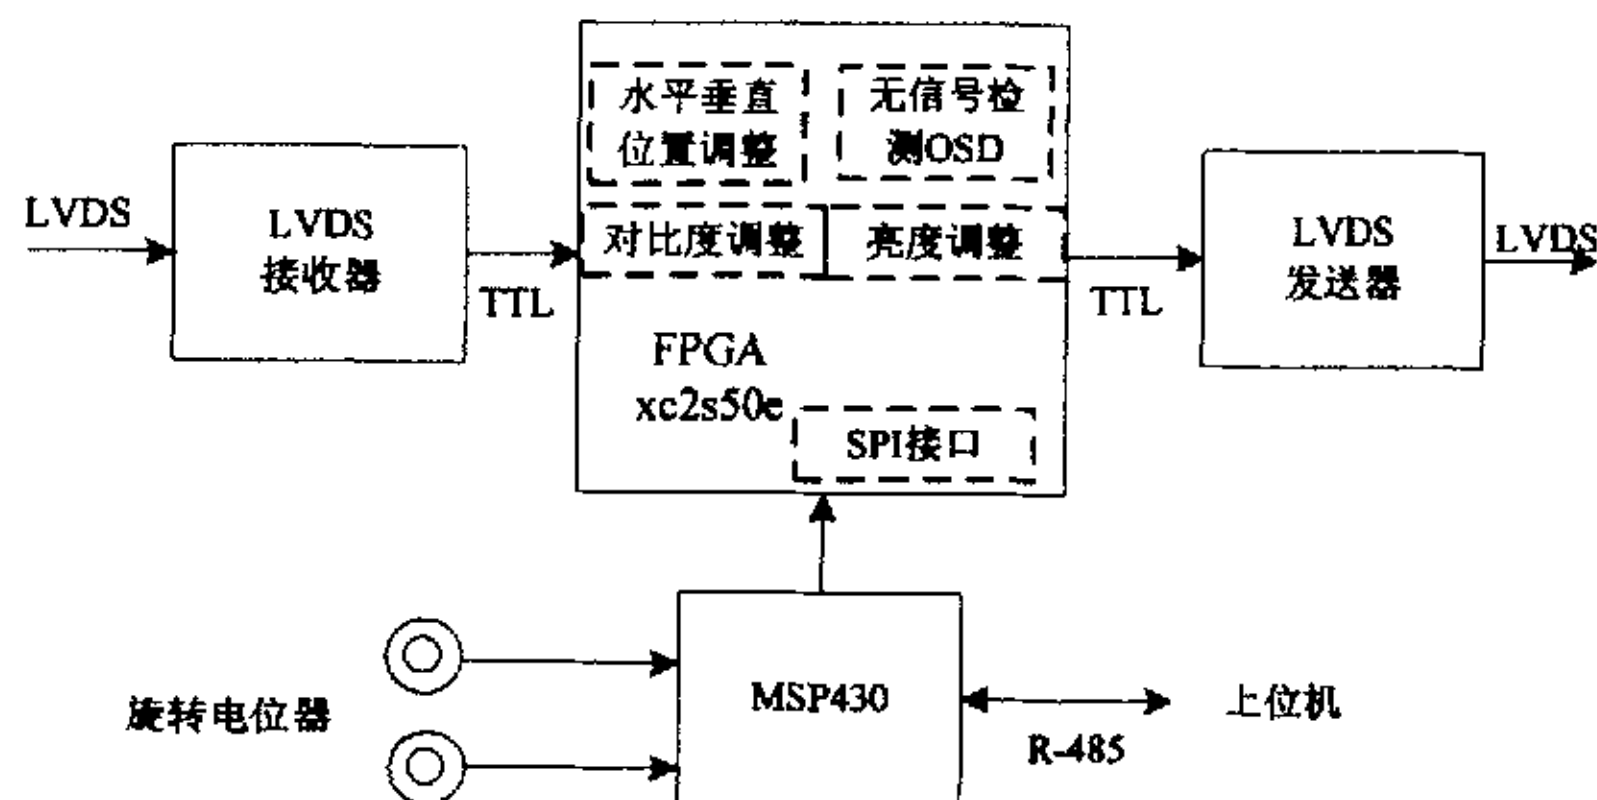 水平垂直
位置调整
无信号检
测OSD
LVDS
LVDS
接收器
TTL
对比度调整
亮度调整
TTL
LVDS
发送器
LVDS
FPGA
xc2s50e
SPI接口
旋转电位器
MSP430
R-485
上位机